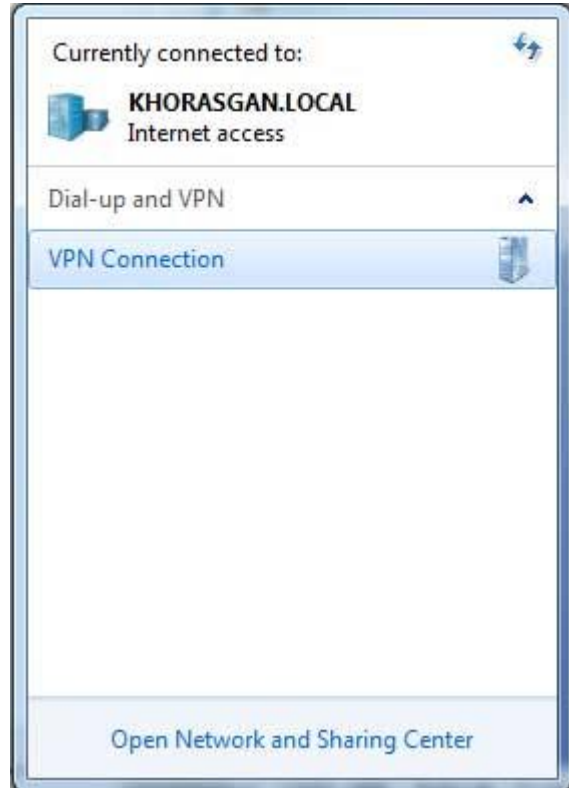 Currently connected to:
KHORASGAN.LOCAL
Internet access
Dial-up and VPN
VPN Connection
Open Network and Sharing Center